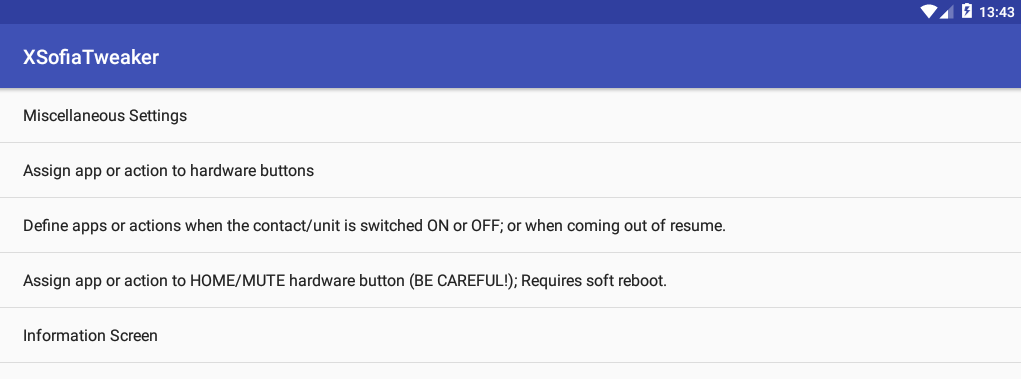 13:43
XSofiaTweaker
Miscellaneous Settings
Assign app or action to hardware buttons
Define apps or actions when the contact/unit is switched ON or OFF; or when coming out of resume.
Assign app or action to HOME/MUTE hardware button (BE CAREFUL!); Requires soft reboot.
Information Screen